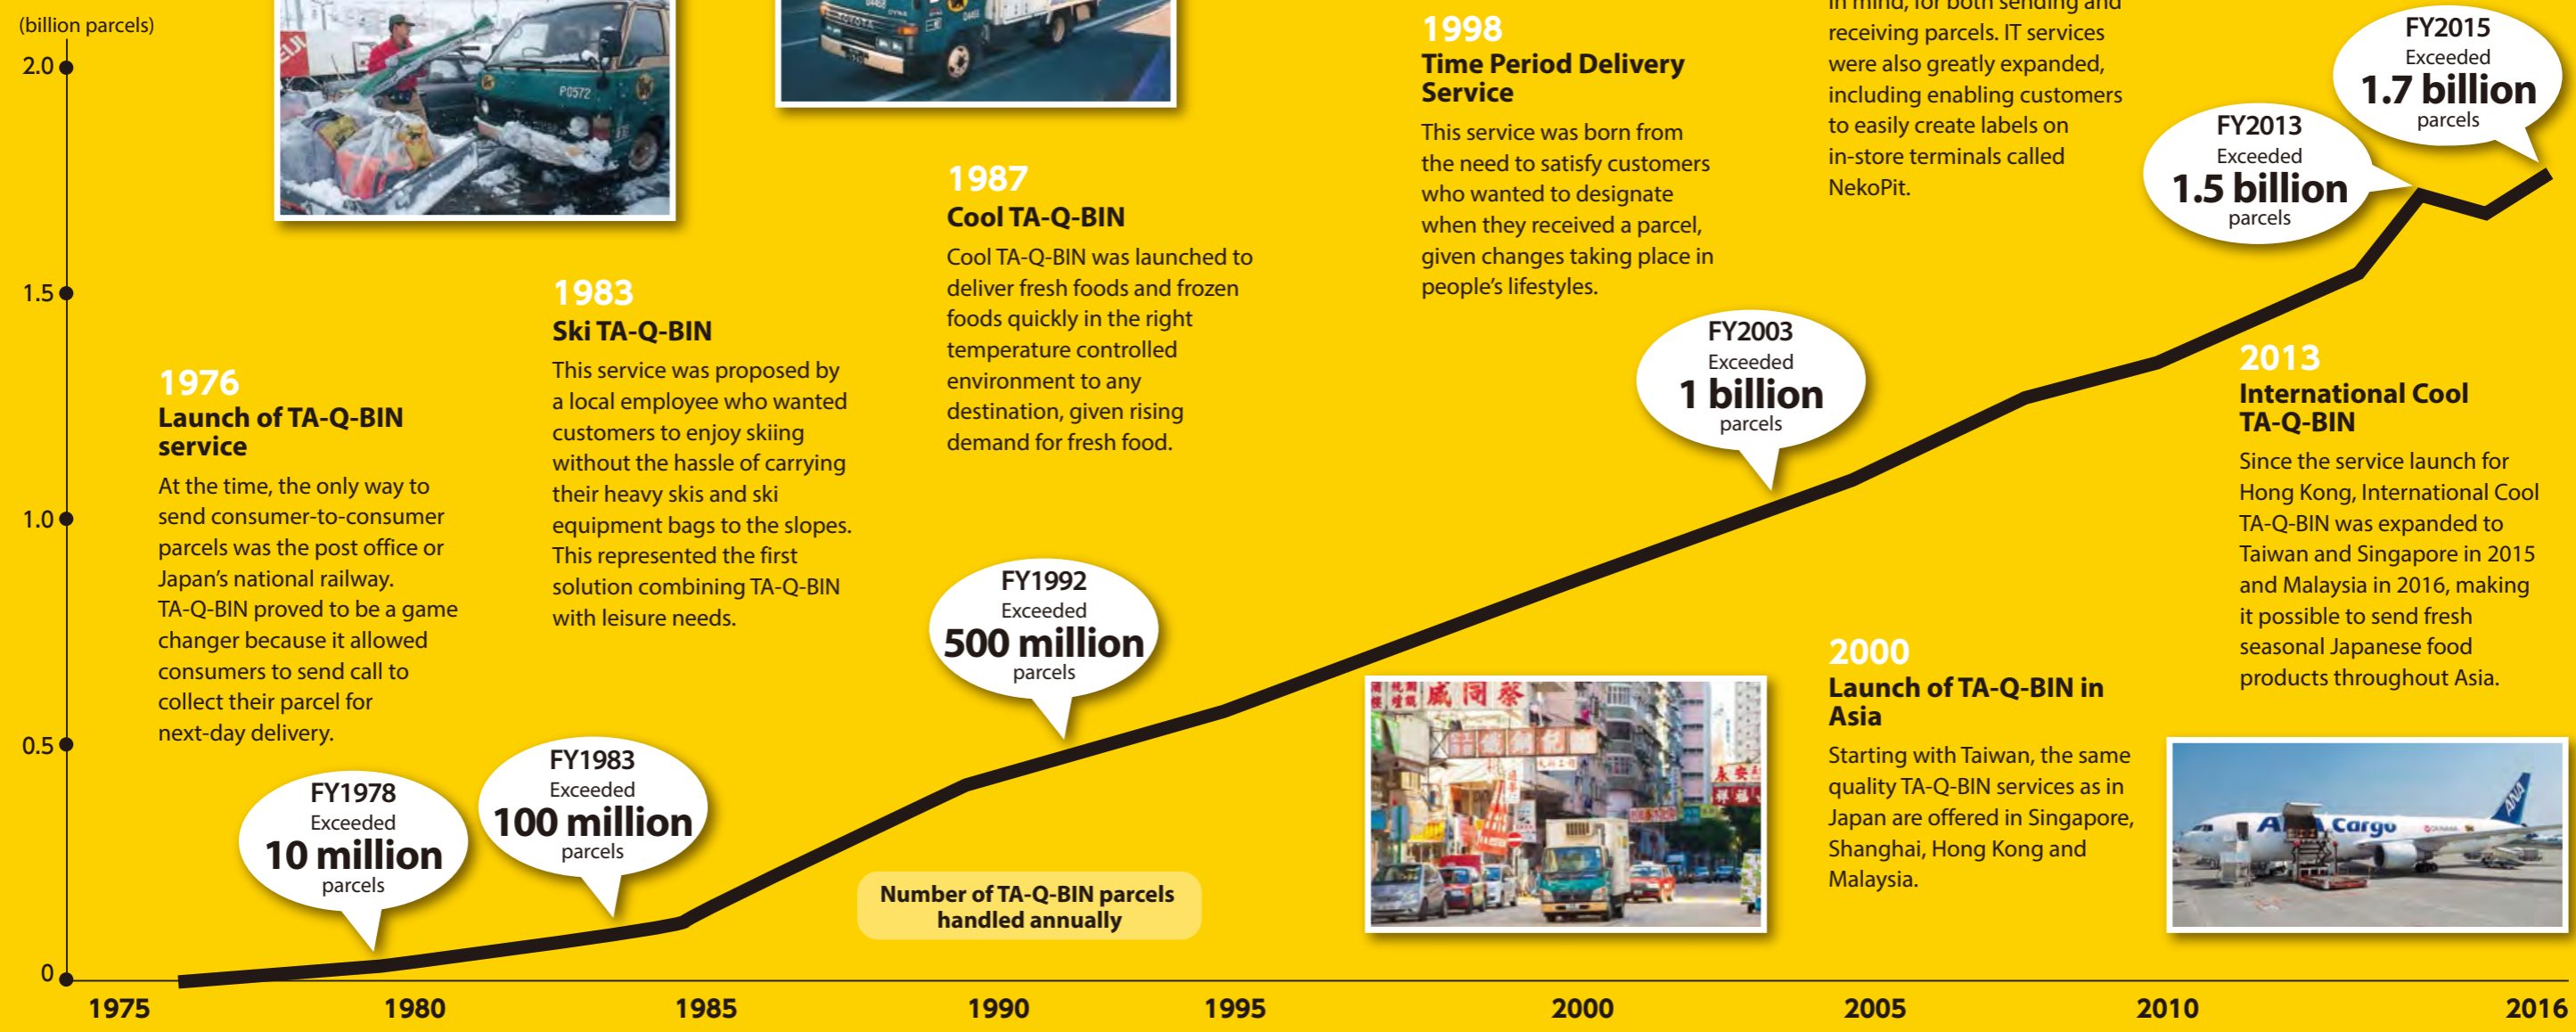 (billion parcels)
2.0
1.5
1.0
0.5
0
1975
1980
1985
1990
1995
2000
2005
2010
2016
P0572
1976
Launch of TA-Q-BIN
service
At the time, the only way to
send consumer-to-consumer
parcels was the post office or
Japan's national railway.
TA-Q-BIN proved to be a game
changer because it allowed
consumers to send call to
collect their parcel for
next-day delivery.
FY1978
Exceeded
10 million
parcels
1983
Ski TA-Q-BIN
This service was proposed by
a local employee who wanted
customers to enjoy skiing
without the hassle of carrying
their heavy skis and ski
equipment bags to the slopes.
This represented the first
solution combining TA-Q-BIN
with leisure needs.
FY1983
Exceeded
100 million
parcels
1987
Cool TA-Q-BIN
Cool TA-Q-BIN was launched to
deliver fresh foods and frozen
foods quickly in the right
temperature controlled
environment to any
destination, given rising
demand for fresh food.
FY1992
Exceeded
500 million
parcels
Number of TA-Q-BIN parcels
handled annually
1998
Time Period Delivery
Service
This service was born from
the need to satisfy customers
who wanted to designate
when they received a parcel,
given changes taking place in
people's lifestyles.
FY2003
Exceeded
1 billion
parcels
in mind, for both sending and
receiving parcels. IT services
were also greatly expanded,
including enabling customers
to easily create labels on
in-store terminals called
NekoPit.
2000
Launch of TA-Q-BIN in
Asia
Starting with Taiwan, the same
quality TA-Q-BIN services as in
Japan are offered in Singapore,
Shanghai, Hong Kong and
Malaysia.
FY2013
Exceeded
1.5 billion
parcels
FY2015
Exceeded
1.7 billion
parcels
2013
International Cool
TA-Q-BIN
Since the service launch for
Hong Kong, International Cool
TA-Q-BIN was expanded to
Taiwan and Singapore in 2015
and Malaysia in 2016, making
it possible to send fresh
seasonal Japanese food
products throughout Asia.
Cargo
ANA